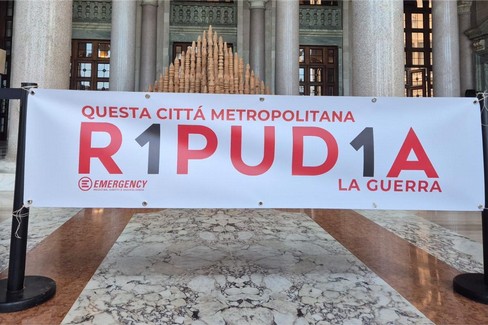 QUESTA CITTÁ METROPOLITANA
R1PUD1A
EMERGENCY
LA GUERRA